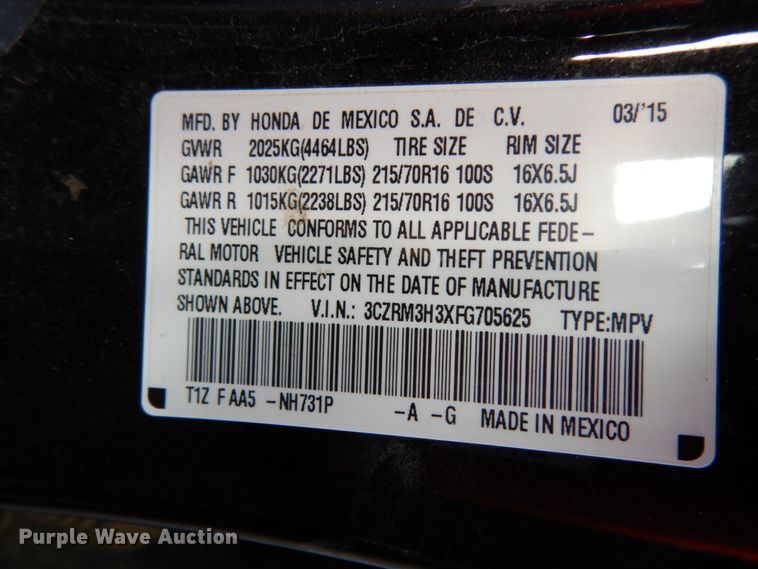 MFD. BY HONDA DE MEXICO S.A. DE C.V. 03/'15
GVWR 2025KG(4464LBS) TIRE SIZE RIM SIZE
GAWR F 1030KG(2271LBS) 215/70R16 100S 16X6.5J
GAWR R 1015KG(2238LBS) 215/70R16 100S 16X6.5J
THIS VEHICLE CONFORMS TO ALL APPLICABLE FEDE-
RAL MOTOR VEHICLE SAFETY AND THEFT PREVENTION
STANDARDS IN EFFECT ON THE DATE OF MANUFACTURE
SHOWN ABOVE. V.I.N.: 3CZRM3H3XFG705625 TYPE:MPV
T1Z F AA5 -NH731P -A -G MADE IN MEXICO
Purple Wave Auction